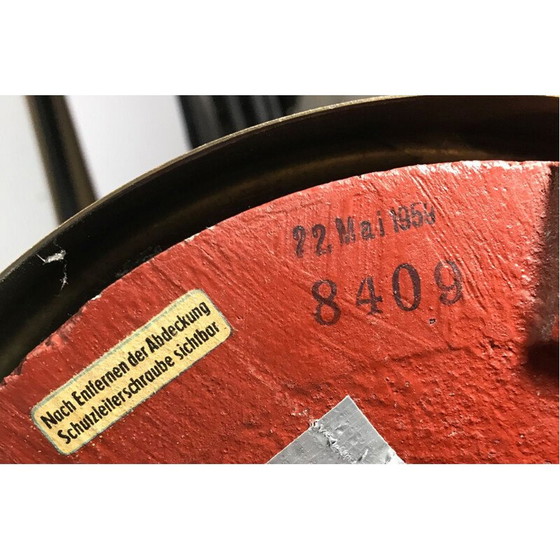 22 Mai
8409
Nach Entfernen der Abdeckung
Schutzleiterschraube sichtbar